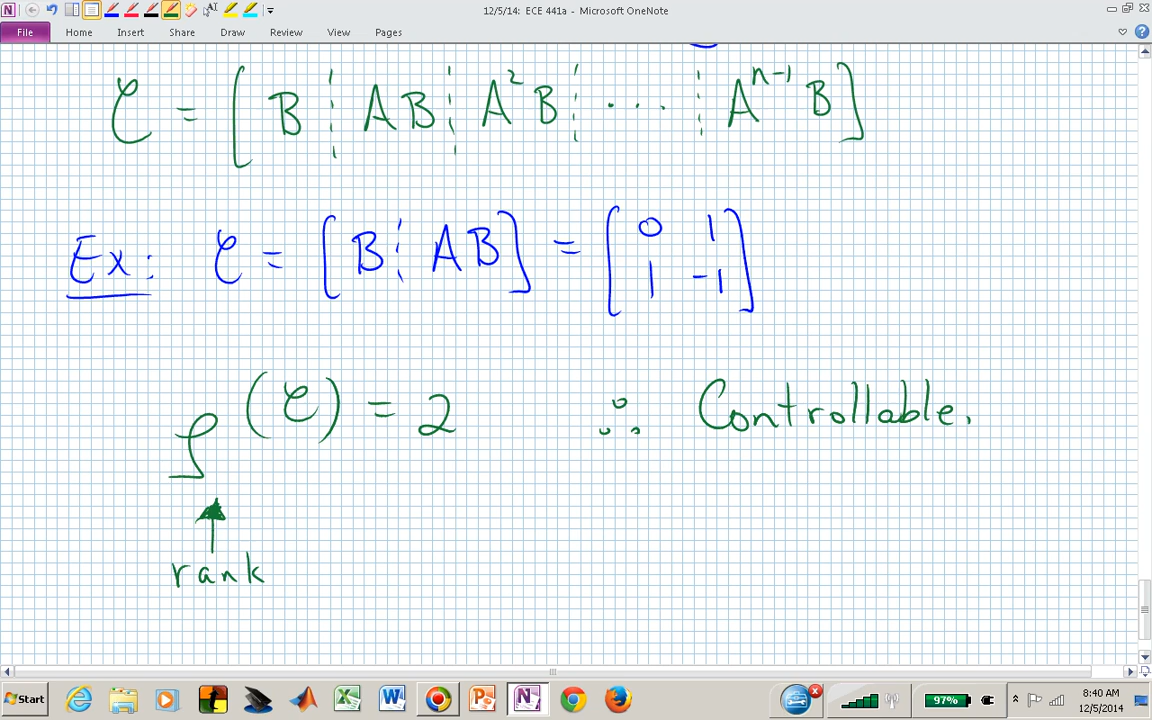 12/5/14: ECE 441a - Microsoft OneNote
File Home Insert Share Draw Review View Pages
𝒞 = [ B ¦ AB ¦ A²B ¦ ··· ¦ Aⁿ⁻¹B ]
Ex: 𝒞 = [ B ¦ AB ] = [ 0 1
1 -1 ]
ρ(𝒞) = 2 ∴ Controllable.
rank
Start 97% 8:40 AM
12/5/2014